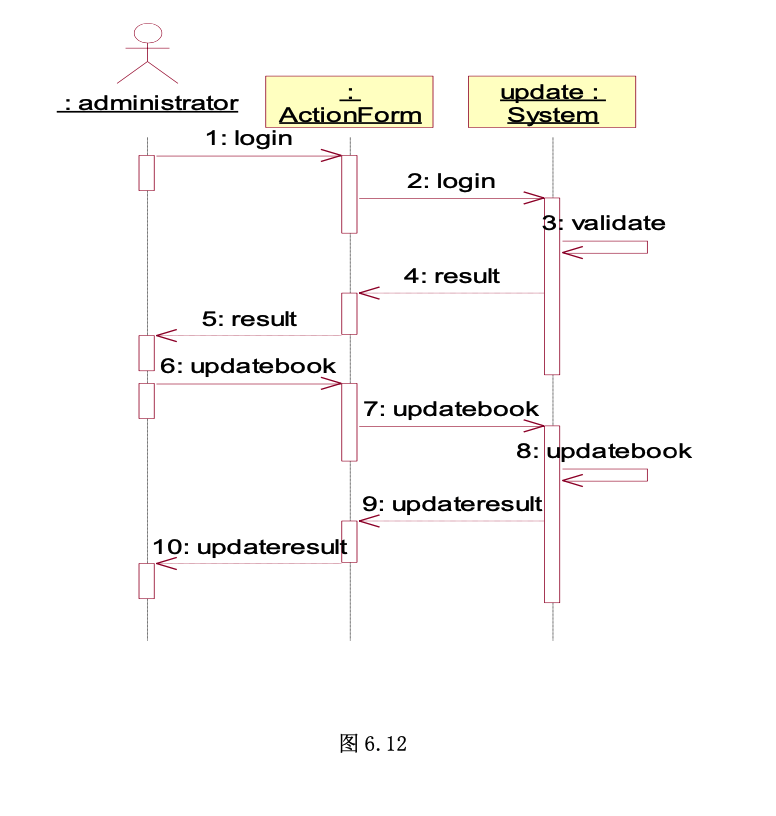 : administrator
:
ActionForm
update :
System
1: login
2: login
3: validate
4: result
5: result
6: updatebook
7: updatebook
8: updatebook
9: updateresult
10: updateresult
图 6.12